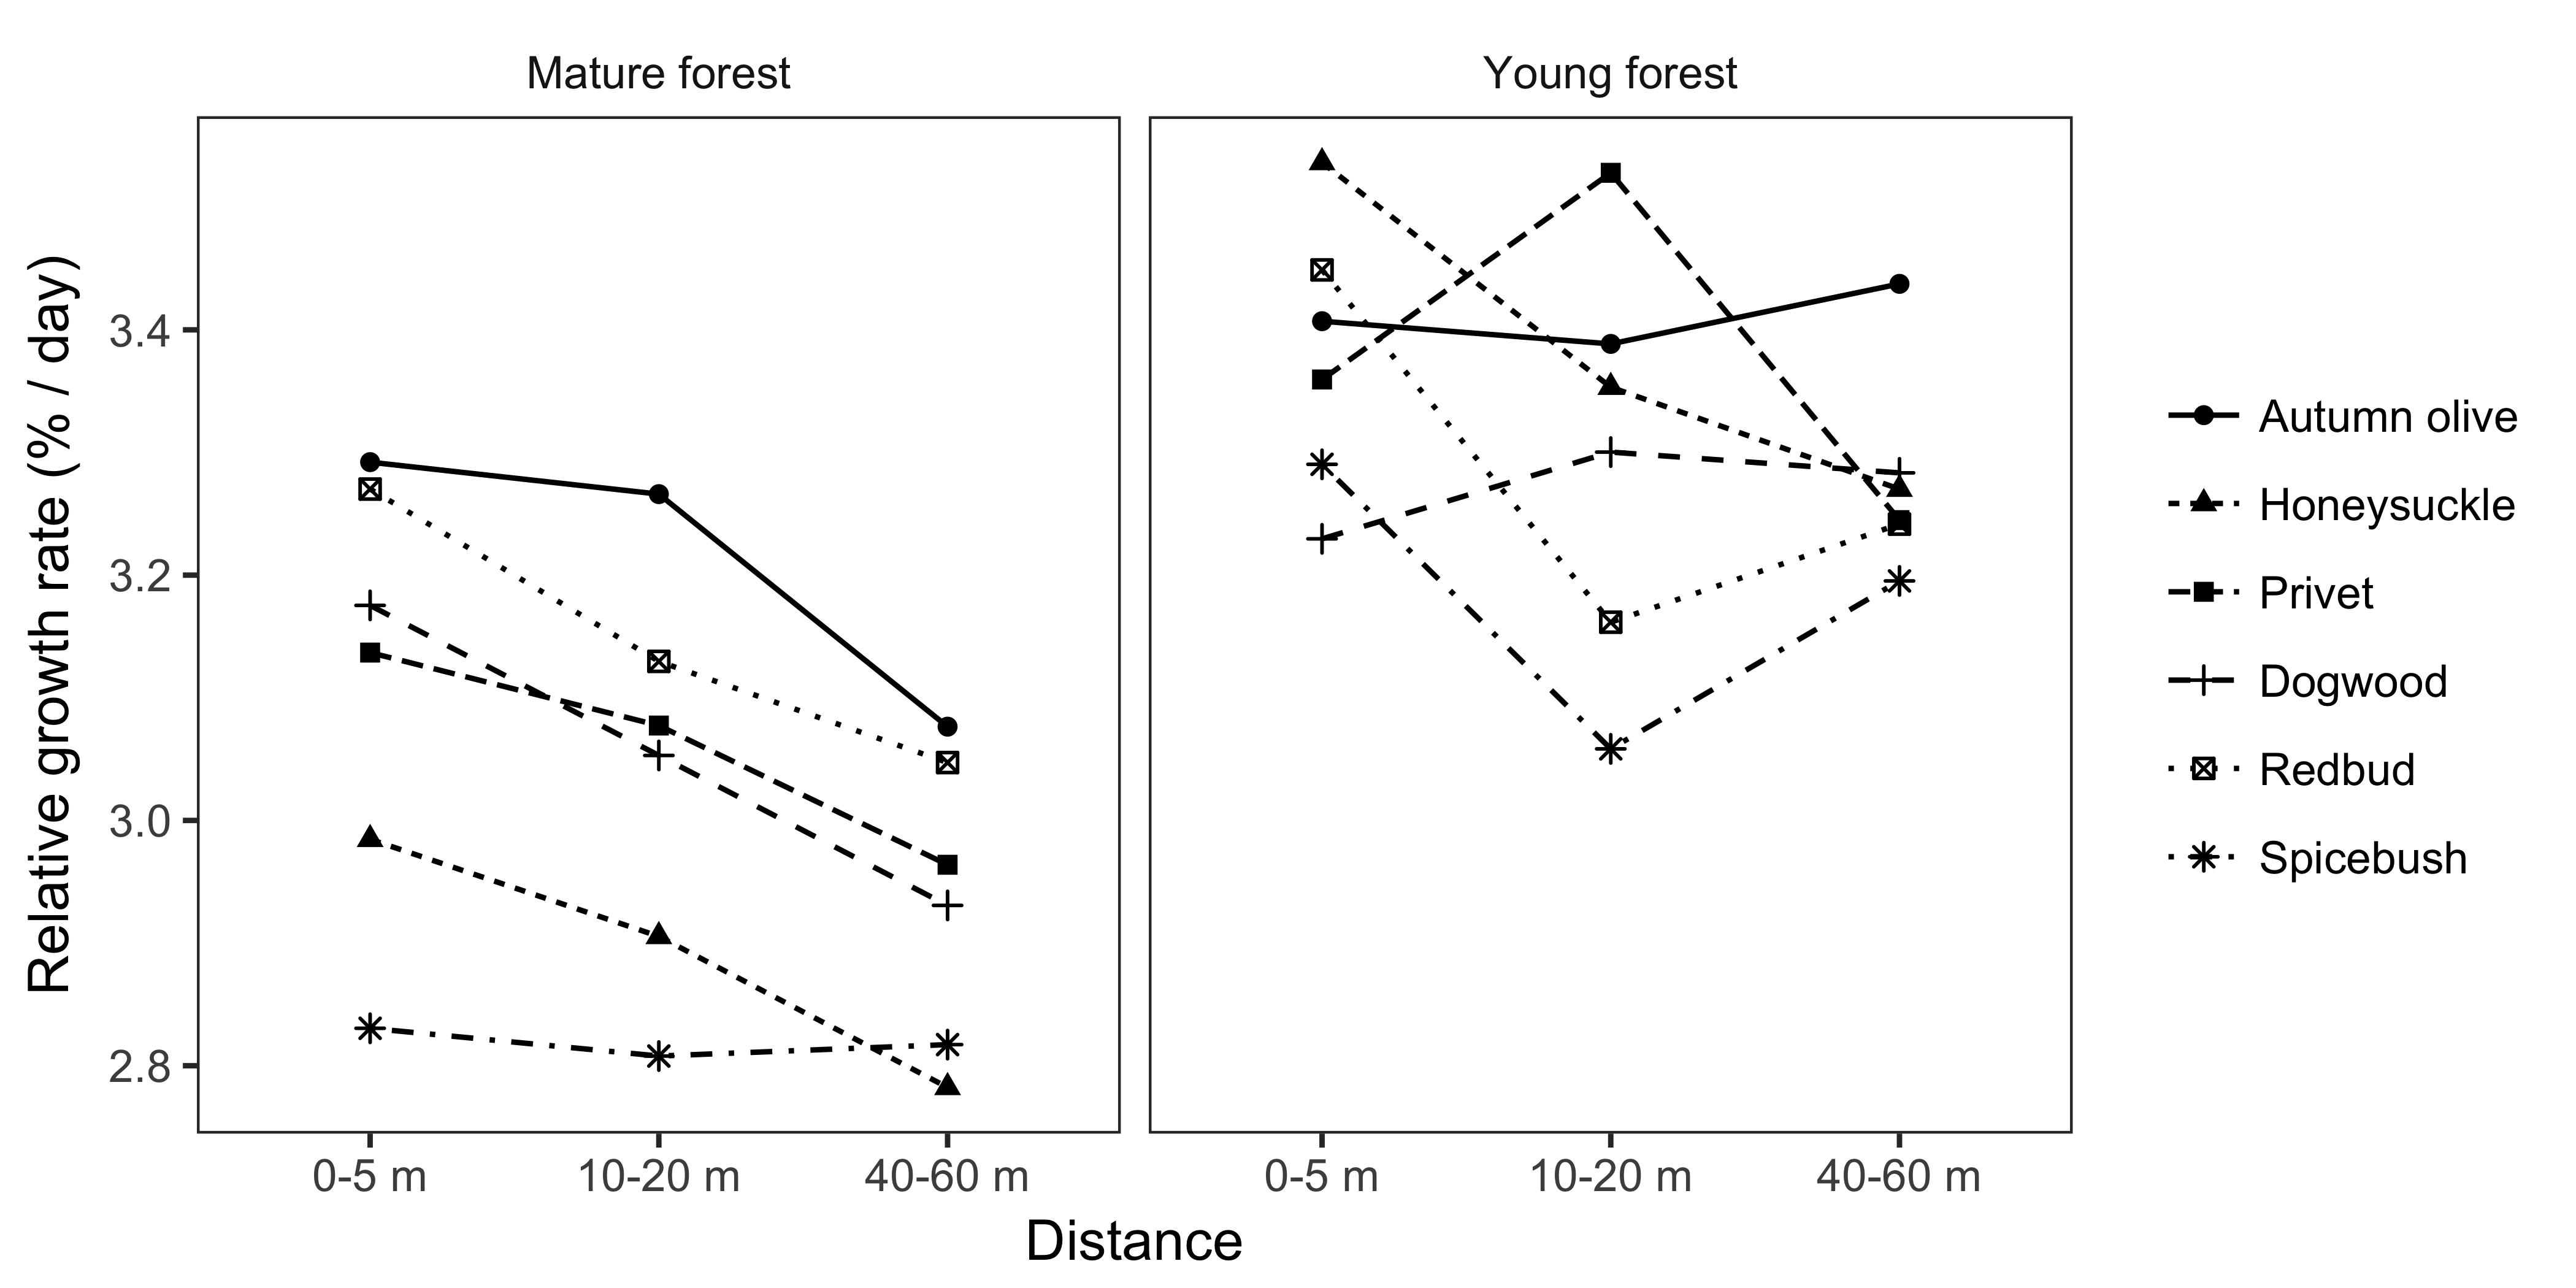 Mature forest
Young forest
Relative growth rate (% / day)
3.4
3.2
3.0
2.8
0-5 m
10-20 m
40-60 m
0-5 m
10-20 m
40-60 m
Distance
Autumn olive
Honeysuckle
Privet
Dogwood
Redbud
Spicebush